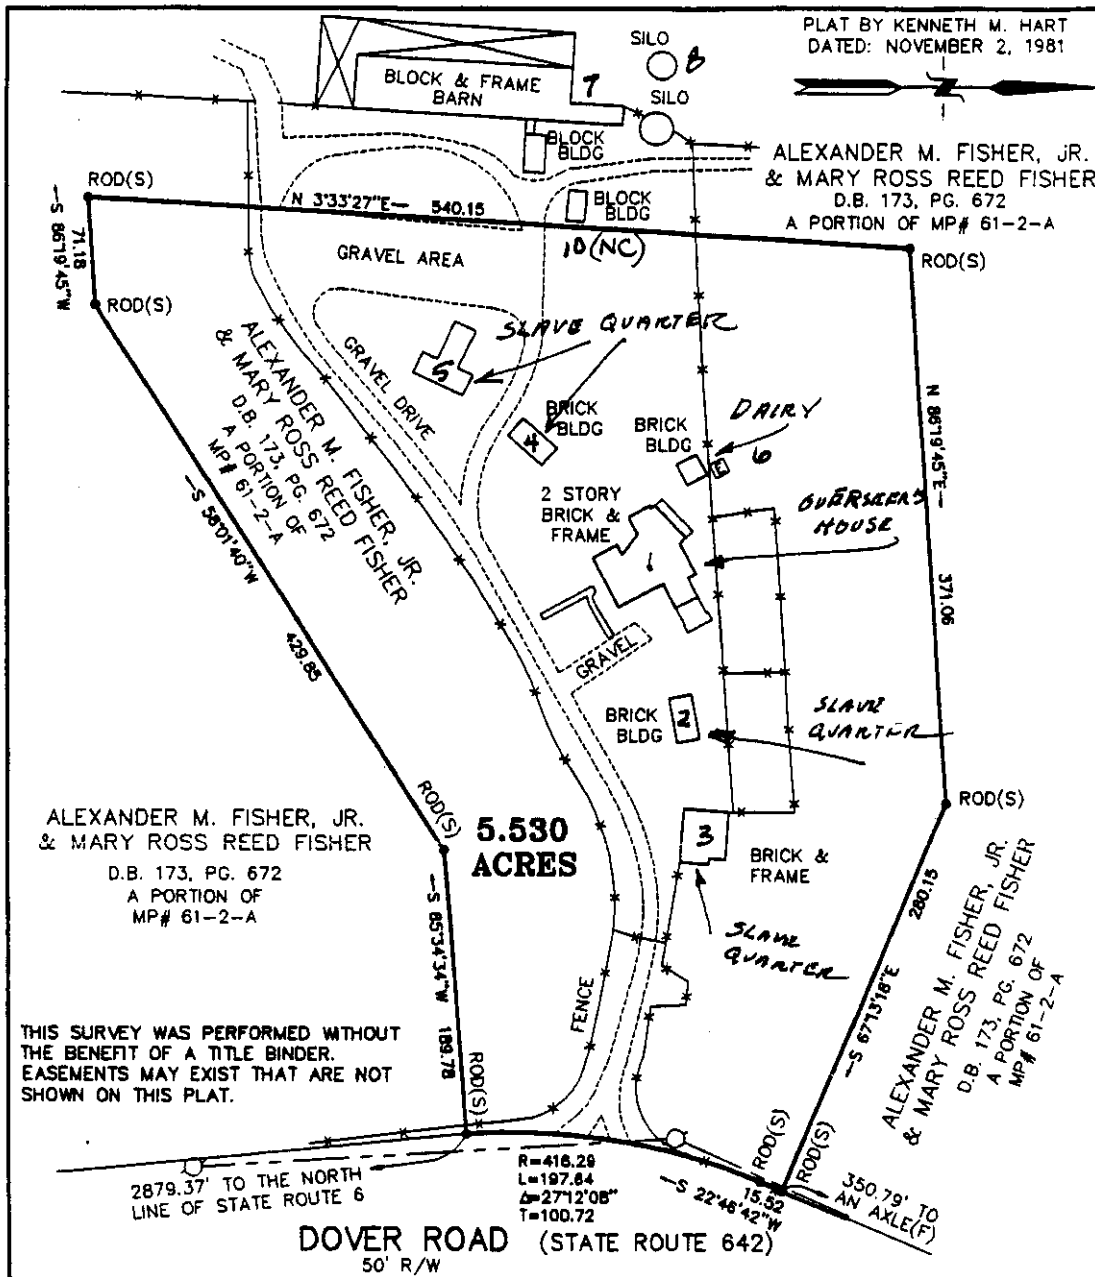 PLAT BY KENNETH M. HART
DATED: NOVEMBER 2, 1981
N
SILO
8
SILO
BLOCK & FRAME
BARN
7
BLOCK
BLDG
ALEXANDER M. FISHER, JR.
& MARY ROSS REED FISHER
D.B. 173, PG. 672
A PORTION OF MP# 61-2-A
ROD(S)
N 3°33'27"E— 540.15
BLOCK
BLDG
10 (NC)
ROD(S)
—S 86°19'45"W
71.18
ROD(S)
GRAVEL AREA
SLAVE QUARTER
5
GRAVEL DRIVE
ALEXANDER M. FISHER, JR.
& MARY ROSS REED FISHER
D.B. 173, PG. 672
A PORTION OF
MP# 61-2-A
BRICK
BLDG
4
BRICK
BLDG
DAIRY
6
N 86°19'45"E—
371.06
2 STORY
BRICK &
FRAME
1
OVERSEERS
HOUSE
—S 58°01'40"W
429.85
GRAVEL
BRICK
BLDG
2
SLAVE
QUARTER
ROD(S)
ROD(S)
ALEXANDER M. FISHER, JR.
& MARY ROSS REED FISHER
D.B. 173, PG. 672
A PORTION OF
MP# 61-2-A
5.530
ACRES
3
BRICK &
FRAME
SLAVE
QUARTER
280.15
—S 67°13'18"E
ALEXANDER M. FISHER, JR.
& MARY ROSS REED FISHER
D.B. 173, PG. 672
A PORTION OF
MP# 61-2-A
—S 85°34'34"W
189.78
FENCE
THIS SURVEY WAS PERFORMED WITHOUT
THE BENEFIT OF A TITLE BINDER.
EASEMENTS MAY EXIST THAT ARE NOT
SHOWN ON THIS PLAT.
ROD(S)
ROD(S)
ROD(S)
2879.37' TO THE NORTH
LINE OF STATE ROUTE 6
R=416.29
L=197.64
Δ=27°12'08"
T=100.72
15.52
—S 22°46'42"W
350.79' TO
AN AXLE(F)
DOVER ROAD (STATE ROUTE 642)
50' R/W